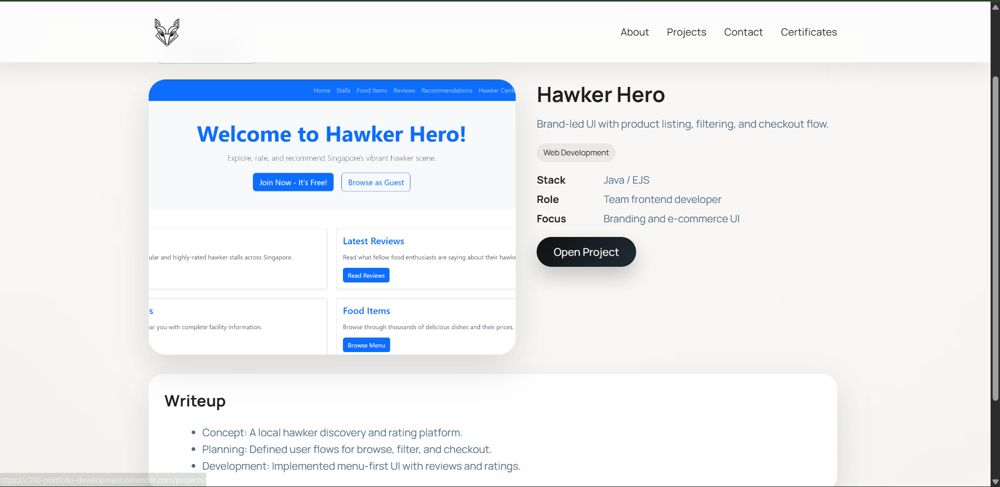 About Projects Contact Certificates
Home Stalls Food Items Reviews Recommendations Hawker
Welcome to Hawker Hero!
Explore, rate, and recommend Singapore's vibrant hawker scene.
Join Now - It's Free! Browse as Guest
ular and highly-rated hawker stalls across Singapore.
Latest Reviews
Read what fellow food enthusiasts are saying about their hawke
Read Reviews
rs
ear you with complete facility information.
Food Items
Browse through thousands of delicious dishes and their prices.
Browse Menu
Hawker Hero
Brand-led UI with product listing, filtering, and checkout flow.
Web Development
Stack Java / EJS
Role Team frontend developer
Focus Branding and e-commerce UI
Open Project
Writeup
• Concept: A local hawker discovery and rating platform.
• Planning: Defined user flows for browse, filter, and checkout.
• Development: Implemented menu-first UI with reviews and ratings.
https://c390-portfolio-development.onrender.com/projects/